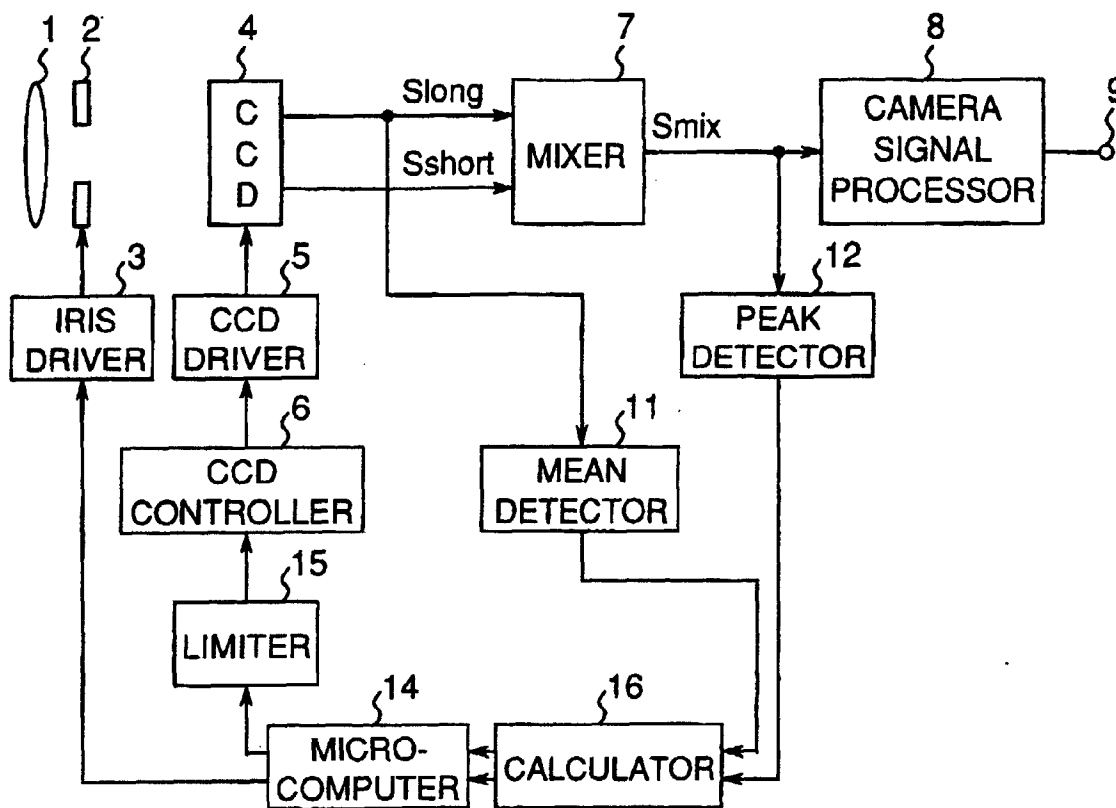 1
2
4
7
8
9
C
C
D
Slong
Sshort
MIXER
Smix
CAMERA
SIGNAL
PROCESSOR
3
5
12
IRIS
DRIVER
CCD
DRIVER
PEAK
DETECTOR
6
11
CCD
CONTROLLER
MEAN
DETECTOR
15
LIMITER
14
16
MICRO-
COMPUTER
CALCULATOR